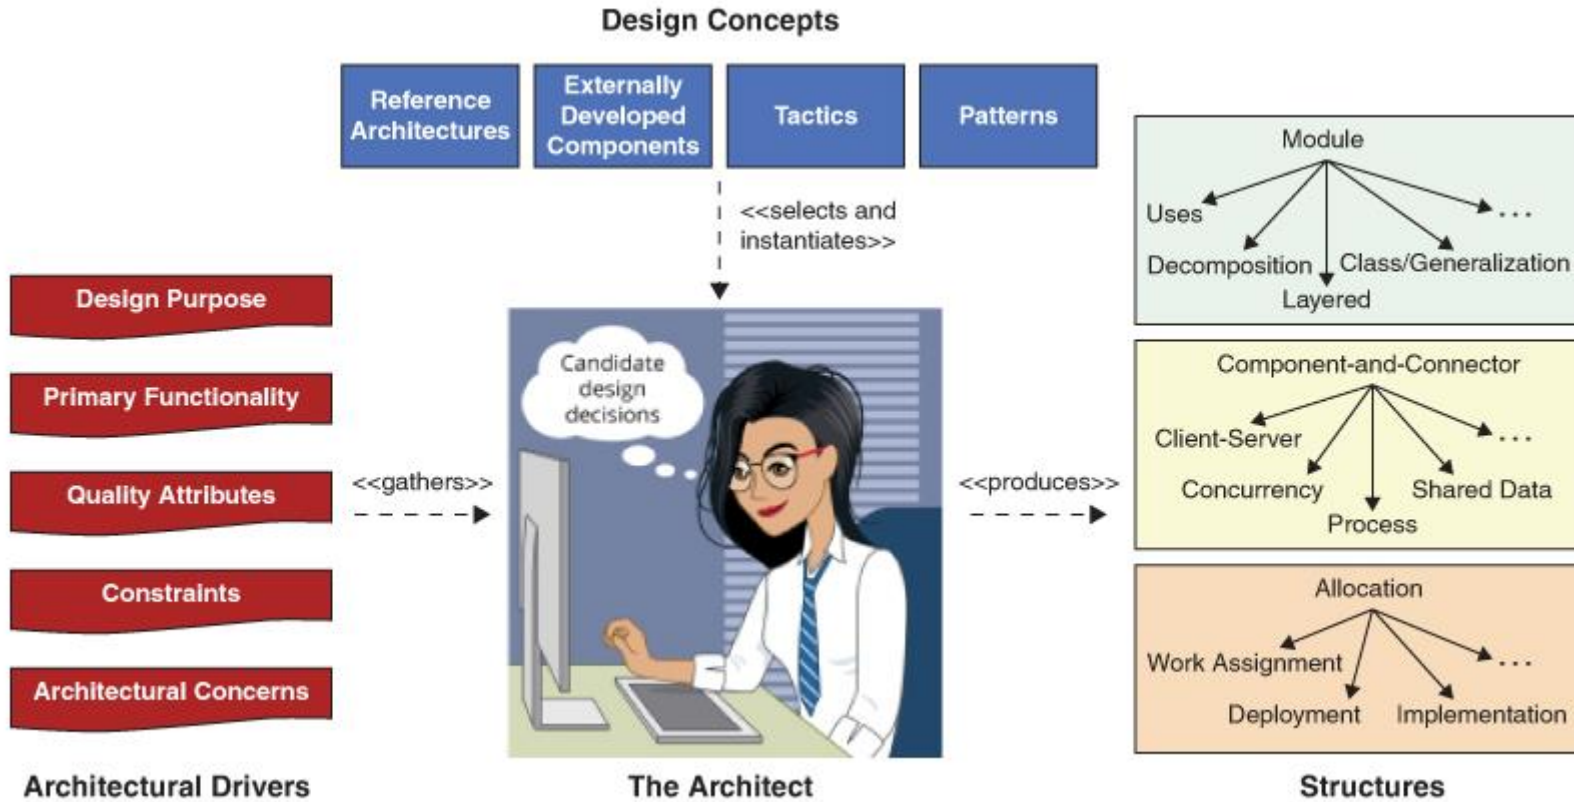 Design Concepts
Reference
Architectures
Externally
Developed
Components
Tactics
Patterns
<<selects and
instantiates>>
Design Purpose
Primary Functionality
Quality Attributes
Constraints
Architectural Concerns
Architectural Drivers
<<gathers>>
Candidate
design
decisions
The Architect
<<produces>>
Module
Uses
...
Decomposition
Class/Generalization
Layered
Component-and-Connector
Client-Server
...
Concurrency
Shared Data
Process
Allocation
Work Assignment
...
Deployment
Implementation
Structures